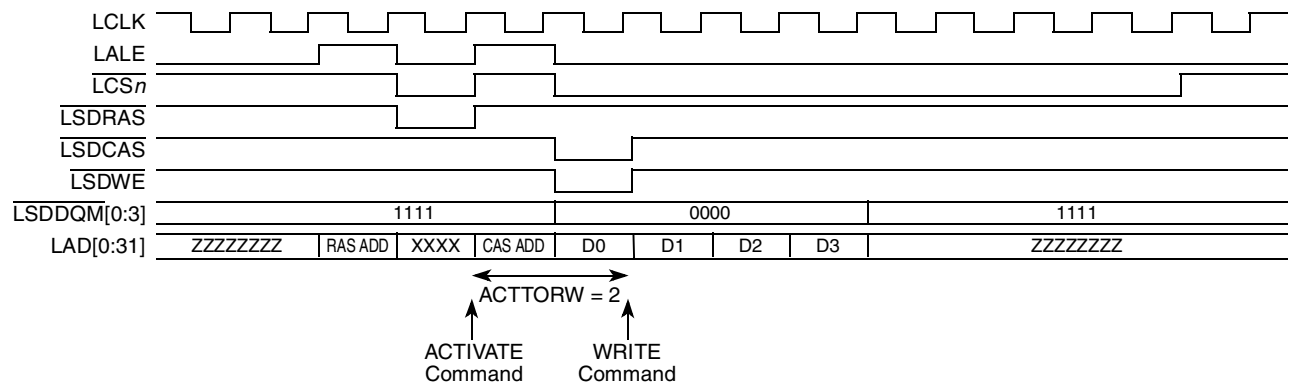 LCLK
LALE
LCSn
LSDRAS
LSDCAS
LSDWE
LSDDQM[0:3] 1111 0000 1111
LAD[0:31] ZZZZZZZZ RAS ADD XXXX CAS ADD D0 D1 D2 D3 ZZZZZZZZ
ACTTORW = 2
ACTIVATE WRITE
Command Command